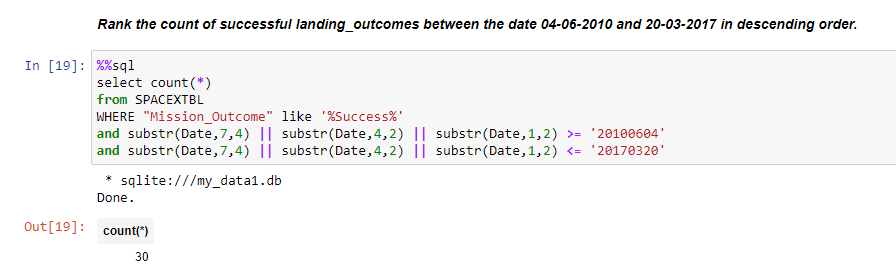 Rank the count of successful landing_outcomes between the date 04-06-2010 and 20-03-2017 in descending order.
In [19]: %%sql
select count(*)
from SPACEXTBL
WHERE "Mission_Outcome" like '%Success%'
and substr(Date,7,4) || substr(Date,4,2) || substr(Date,1,2) >= '20100604'
and substr(Date,7,4) || substr(Date,4,2) || substr(Date,1,2) <= '20170320'
* sqlite:///my_data1.db
Done.
Out[19]: count(*)
30